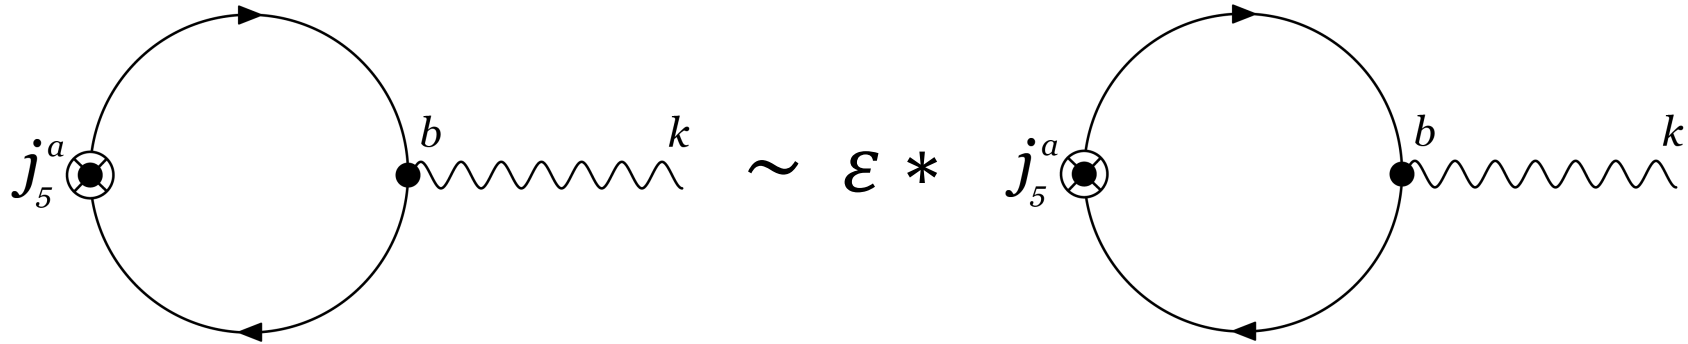 j₅ᵃ b k ~ ε * j₅ᵃ b k